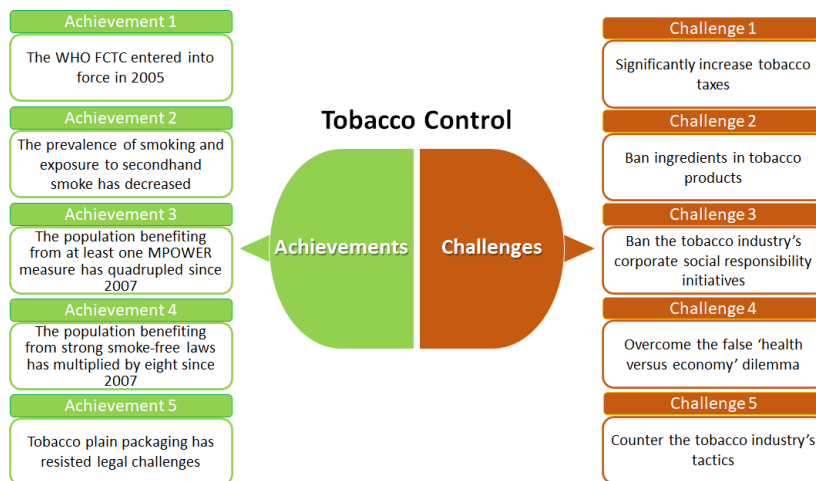 Achievement 1
The WHO FCTC entered into
force in 2005
Achievement 2
The prevalence of smoking and
exposure to secondhand
smoke has decreased
Achievement 3
The population benefiting
from at least one MPOWER
measure has quadrupled since
2007
Achievement 4
The population benefiting
from strong smoke-free laws
has multiplied by eight since
2007
Achievement 5
Tobacco plain packaging has
resisted legal challenges
Tobacco Control
Achievements
Challenges
Challenge 1
Significantly increase tobacco
taxes
Challenge 2
Ban ingredients in tobacco
products
Challenge 3
Ban the tobacco industry's
corporate social responsibility
initiatives
Challenge 4
Overcome the false ‘health
versus economy’ dilemma
Challenge 5
Counter the tobacco industry's
tactics